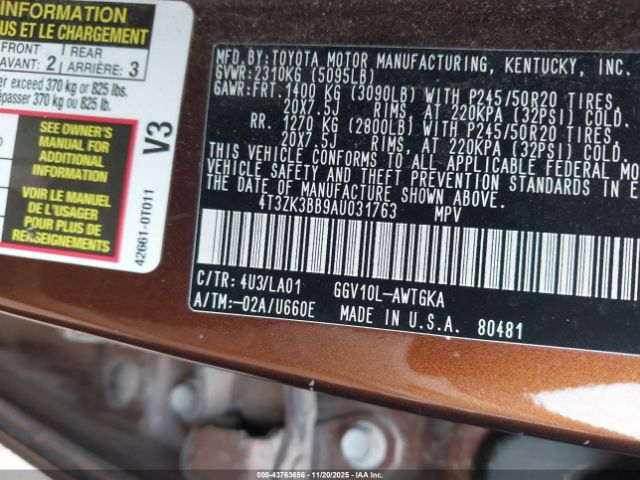 INFORMATION
US ET LE CHARGEMENT
FRONT
AVANT: 2
REAR
ARRIÈRE: 3
exceed 370 kg or 825 lbs.
épasser 370 kg ou 825 lb.
SEE OWNER'S
MANUAL FOR
ADDITIONAL
INFORMATION
VOIR LE MANUEL
DE L'USAGER
POUR PLUS DE
RENSEIGNEMENTS
V3
42661-0T011
MFD. BY: TOYOTA MOTOR MANUFACTURING, KENTUCKY, INC.
GVWR: 2310KG (5095LB)
GAWR: FRT. 1400 KG (3090LB) WITH P245/50R20 TIRES,
20X7.5J RIMS, AT 220KPA (32PSI) COLD.
RR. 1270 KG (2800LB) WITH P245/50R20 TIRES,
20X7.5J RIMS, AT 220KPA (32PSI) COLD.
THIS VEHICLE CONFORMS TO ALL APPLICABLE FEDERAL MO
VEHICLE SAFETY AND THEFT PREVENTION STANDARDS IN E
ON THE DATE OF MANUFACTURE SHOWN ABOVE.
4T3ZK3BB9AU031763 MPV
C/TR: 4U3/LA01 GGV10L-AWTGKA
A/TM:-02A/U660E MADE IN U.S.A. 80481
000-43763656 - 11/20/2025 - IAAI.COM